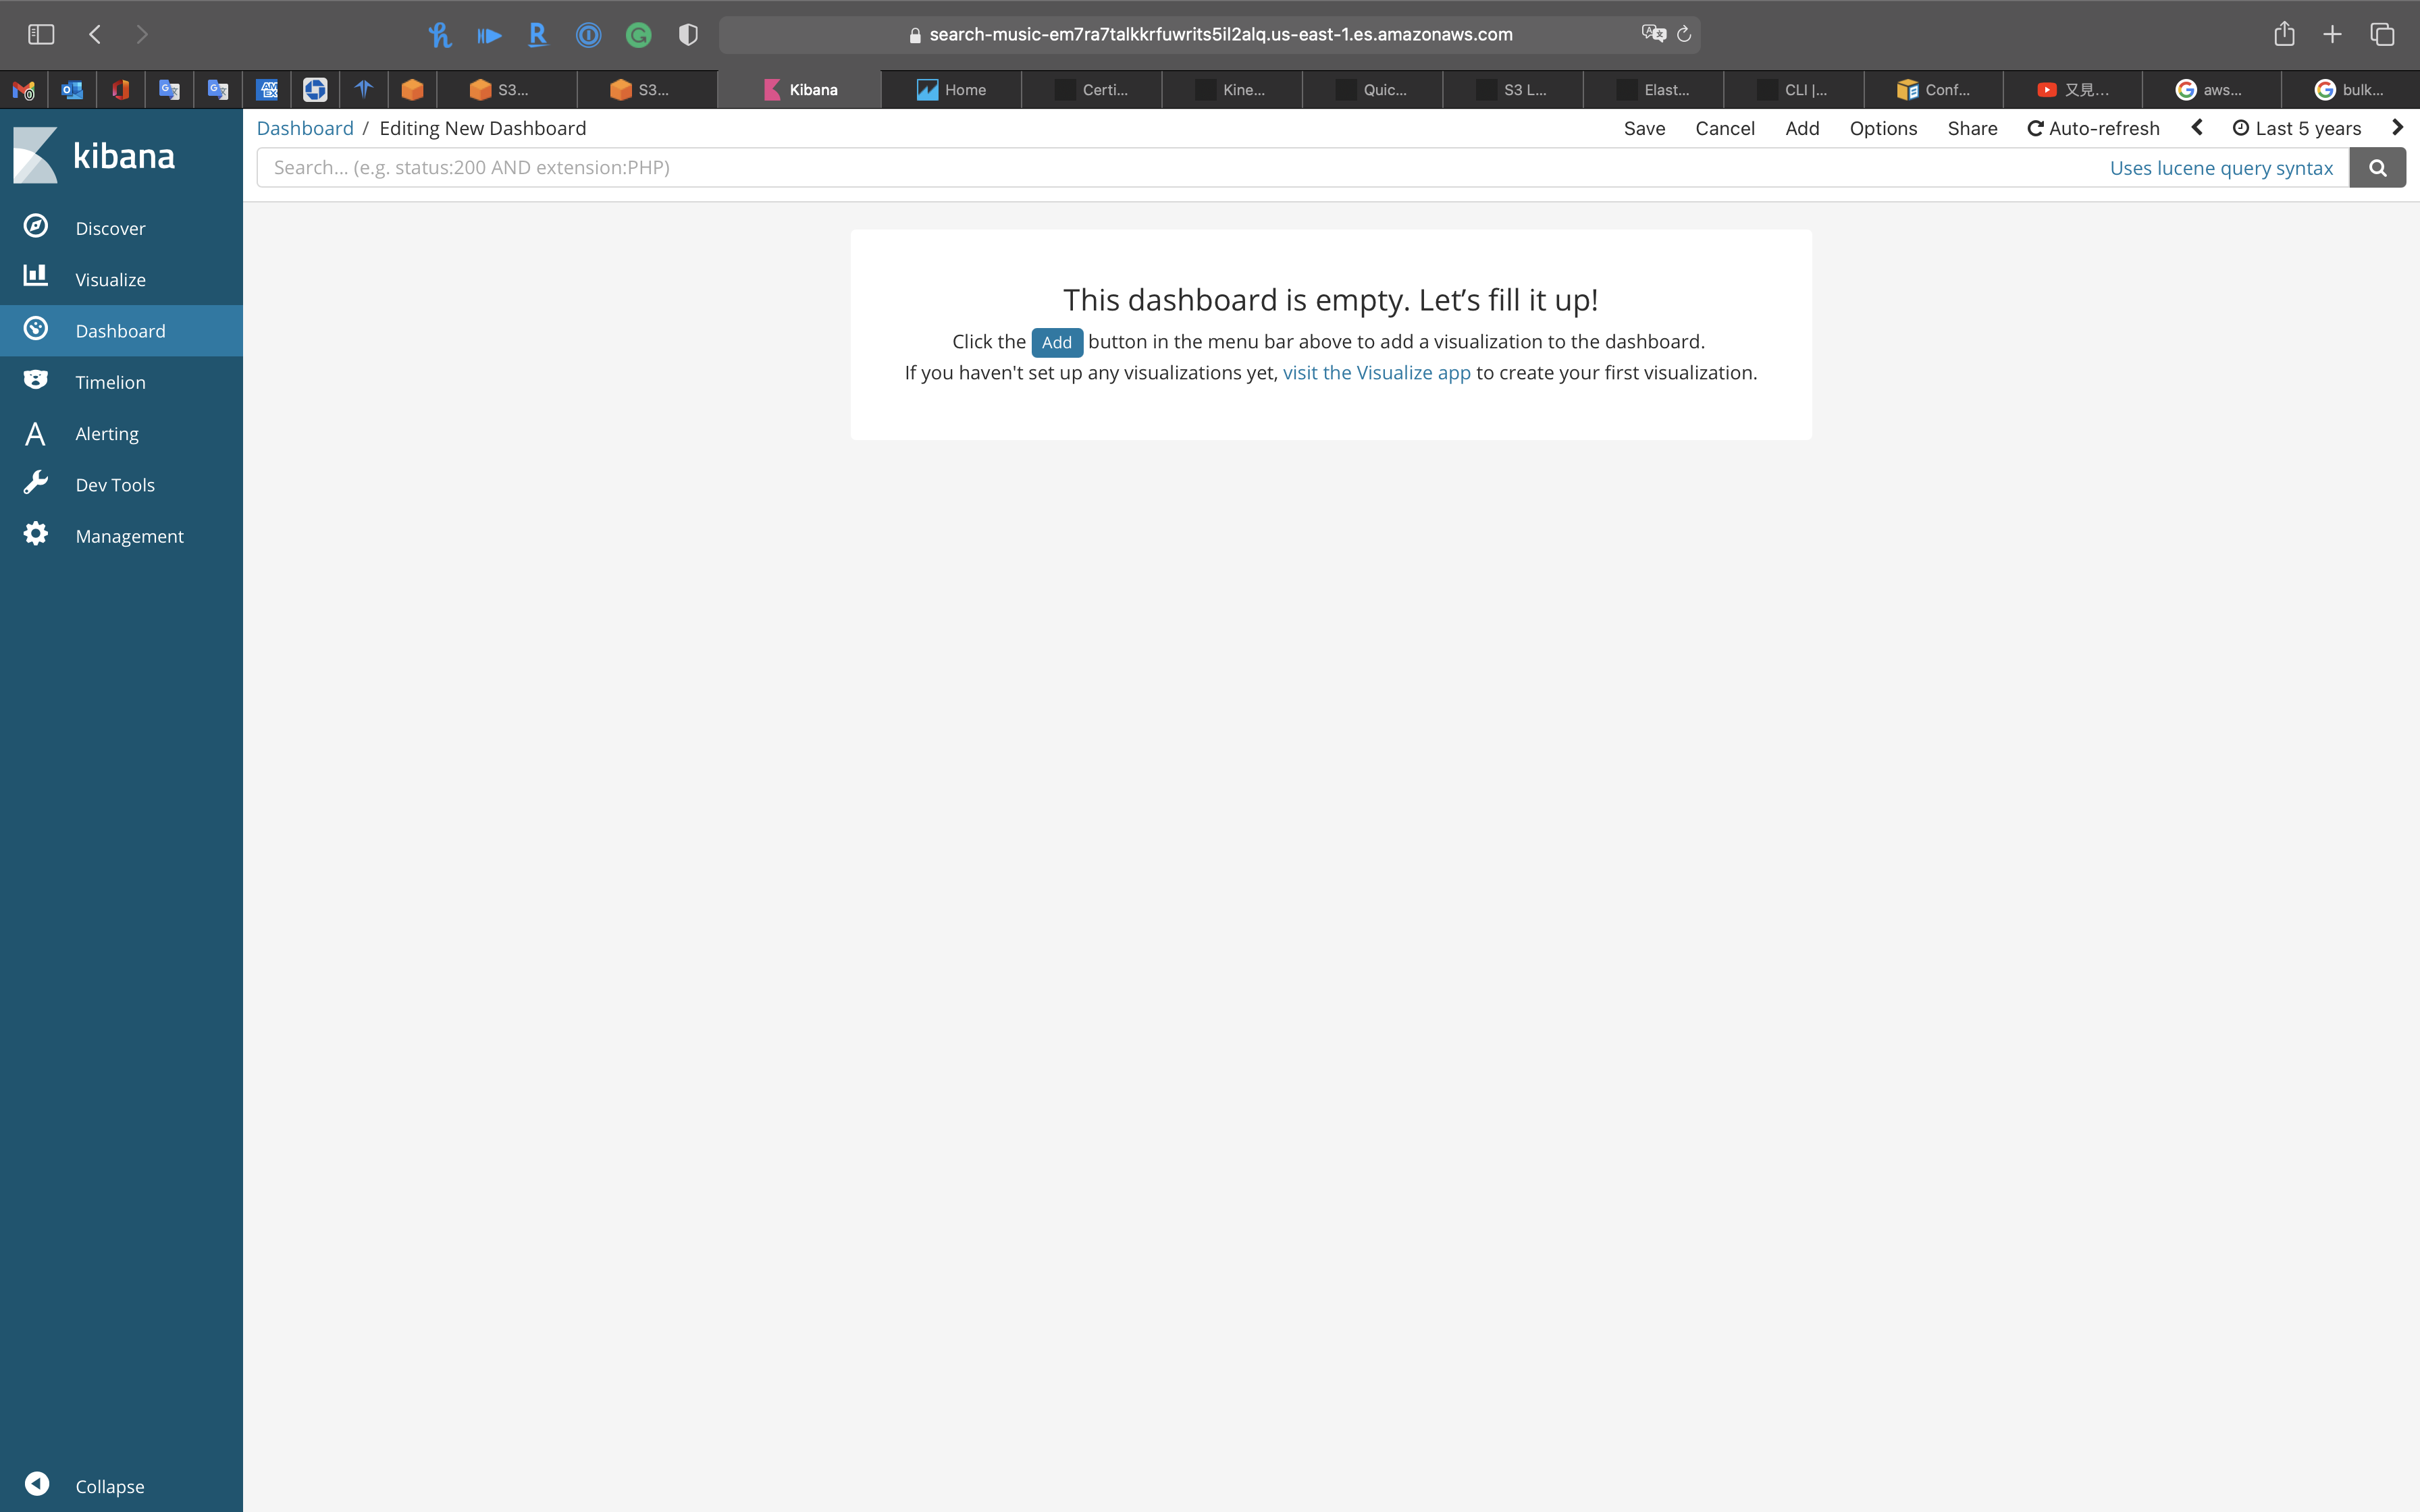 search-music-em7ra7talkkrfuwrits5il2alq.us-east-1.es.amazonaws.com
S3...
S3...
Kibana
Home
Certi...
Kine...
Quic...
S3 L...
Elast...
CLI |...
Conf...
又見...
aws...
bulk...
kibana
Dashboard / Editing New Dashboard
Save Cancel Add Options Share Auto-refresh Last 5 years
Search... (e.g. status:200 AND extension:PHP)
Uses lucene query syntax
Discover
Visualize
Dashboard
Timelion
Alerting
Dev Tools
Management
Collapse
This dashboard is empty. Let’s fill it up!
Click the Add button in the menu bar above to add a visualization to the dashboard.
If you haven't set up any visualizations yet, visit the Visualize app to create your first visualization.